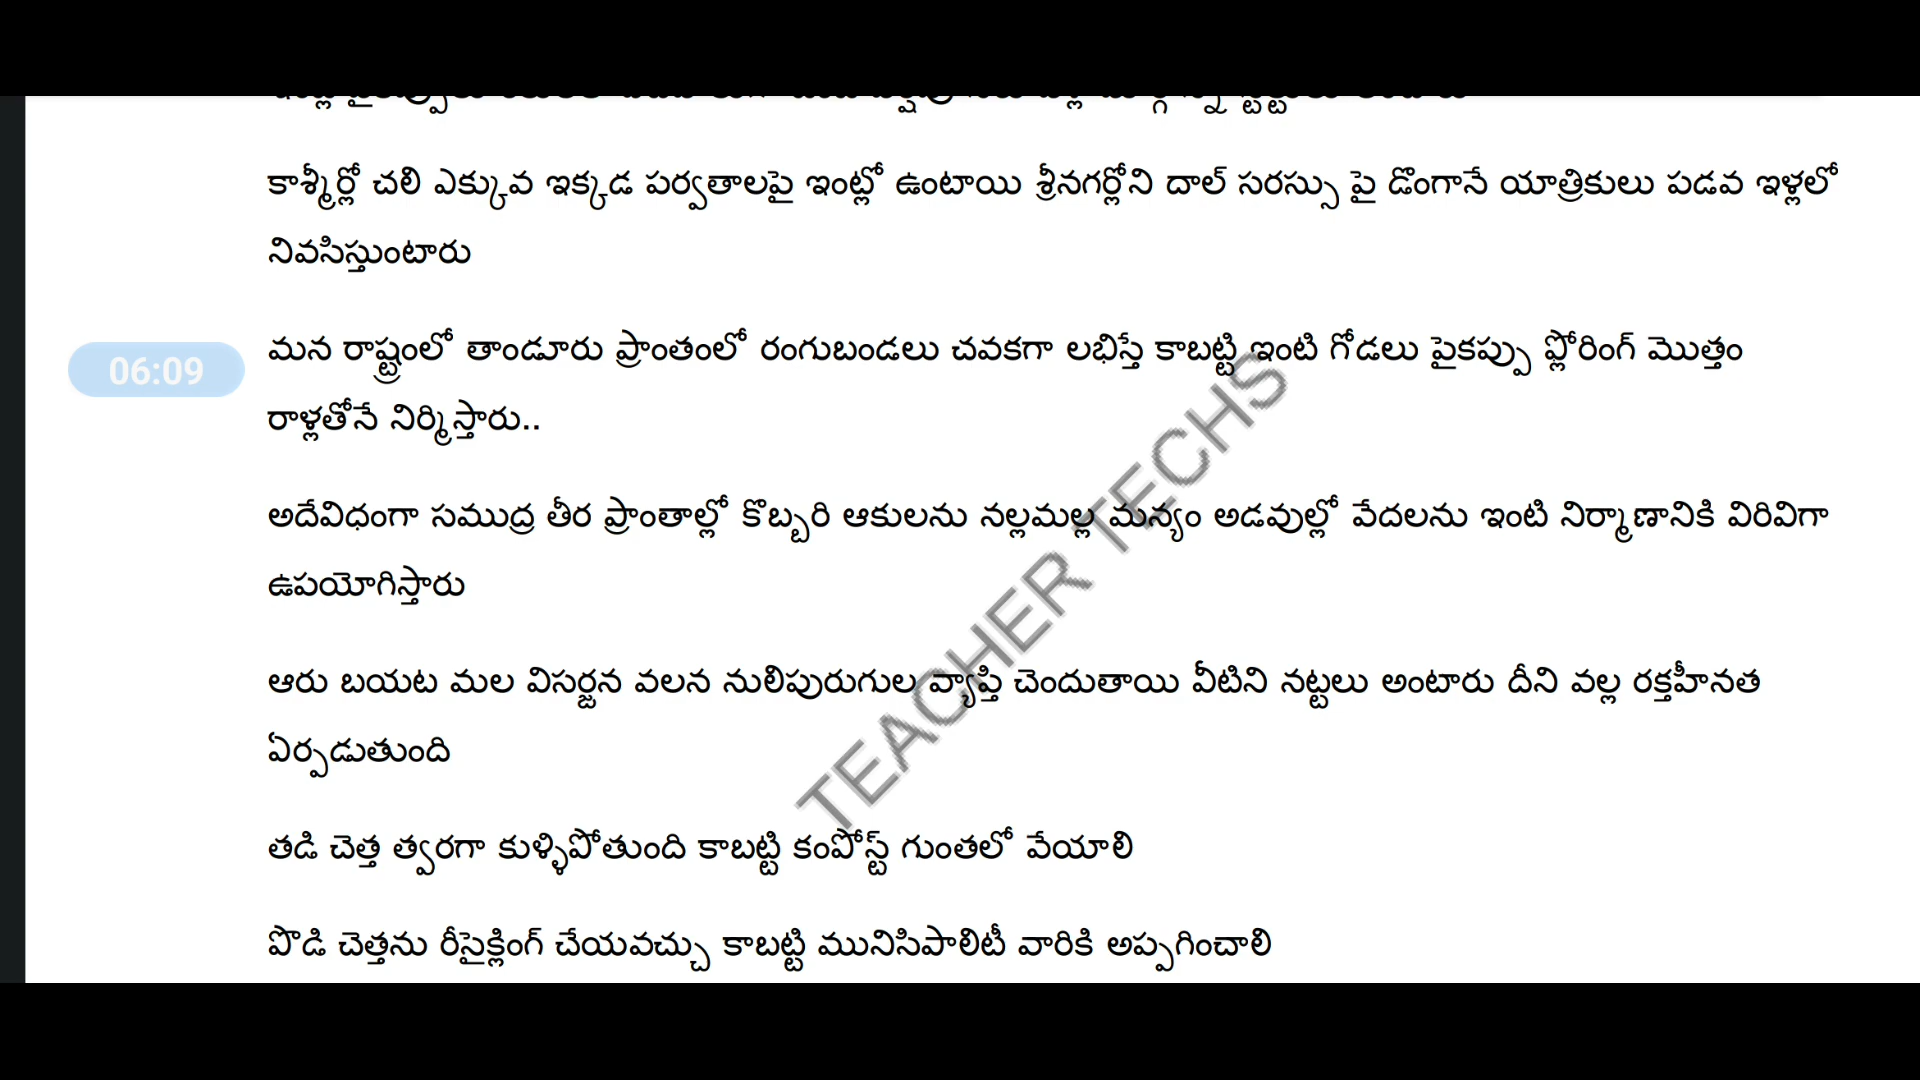 కాశ్మీర్లో చలి ఎక్కువ ఇక్కడ పర్వతాలపై ఇంట్లో ఉంటాయి శ్రీనగర్లోని దాల్ సరస్సు పై డొంగానే యాత్రికులు పడవ ఇళ్లలో
నివసిస్తుంటారు
06:09
మన రాష్ట్రంలో తాండూరు ప్రాంతంలో రంగుబండలు చవకగా లభిస్తే కాబట్టి ఇంటి గోడలు పైకప్పు ఫ్లోరింగ్ మొత్తం
రాళ్లతోనే నిర్మిస్తారు..
అదేవిధంగా సముద్ర తీర ప్రాంతాల్లో కొబ్బరి ఆకులను నల్లమల్ల మన్యం అడవుల్లో వేదలను ఇంటి నిర్మాణానికి విరివిగా
ఉపయోగిస్తారు
ఆరు బయట మల విసర్జన వలన నులిపురుగుల వ్యాప్తి చెందుతాయి వీటిని నట్టలు అంటారు దీని వల్ల రక్తహీనత
ఏర్పడుతుంది
తడి చెత్త త్వరగా కుళ్ళిపోతుంది కాబట్టి కంపోస్ట్ గుంతలో వేయాలి
పొడి చెత్తను రీసైక్లింగ్ చేయవచ్చు కాబట్టి మునిసిపాలిటీ వారికి అప్పగించాలి
TEACHER TECHS